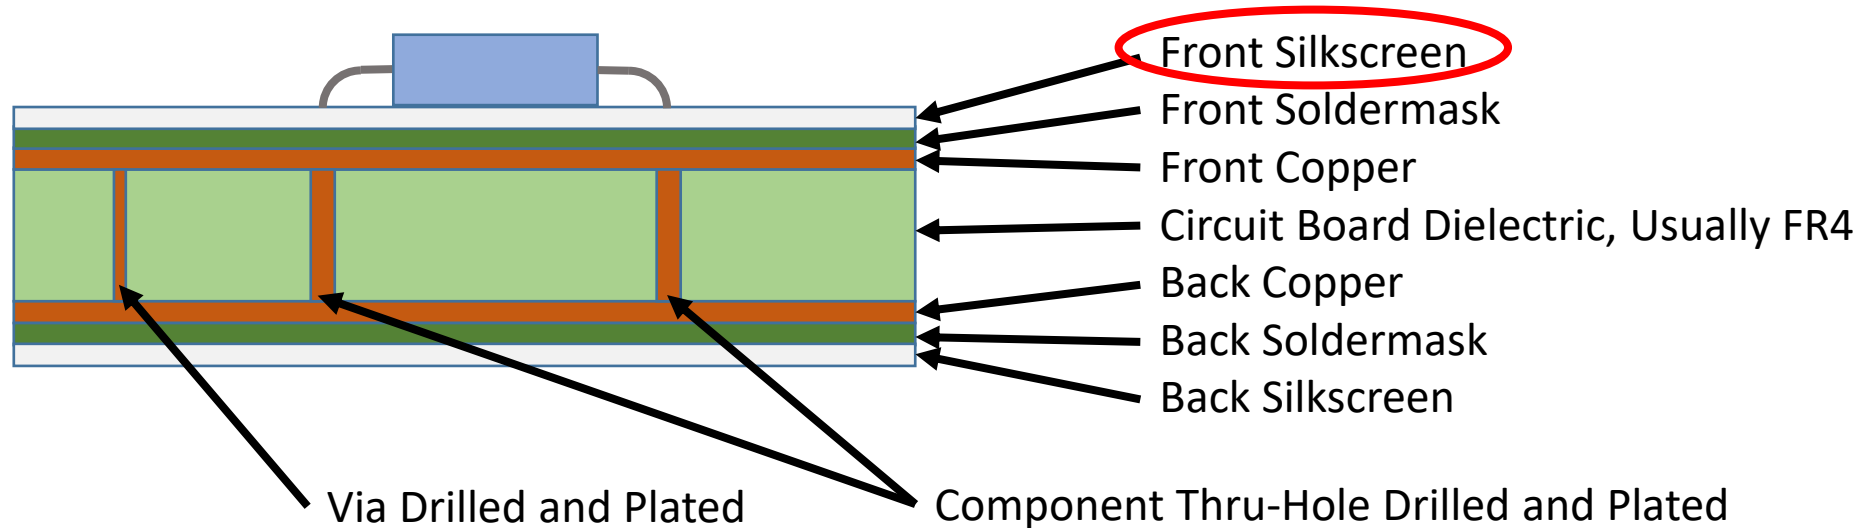 Front Silkscreen
Front Soldermask
Front Copper
Circuit Board Dielectric, Usually FR4
Back Copper
Back Soldermask
Back Silkscreen
Via Drilled and Plated
Component Thru-Hole Drilled and Plated